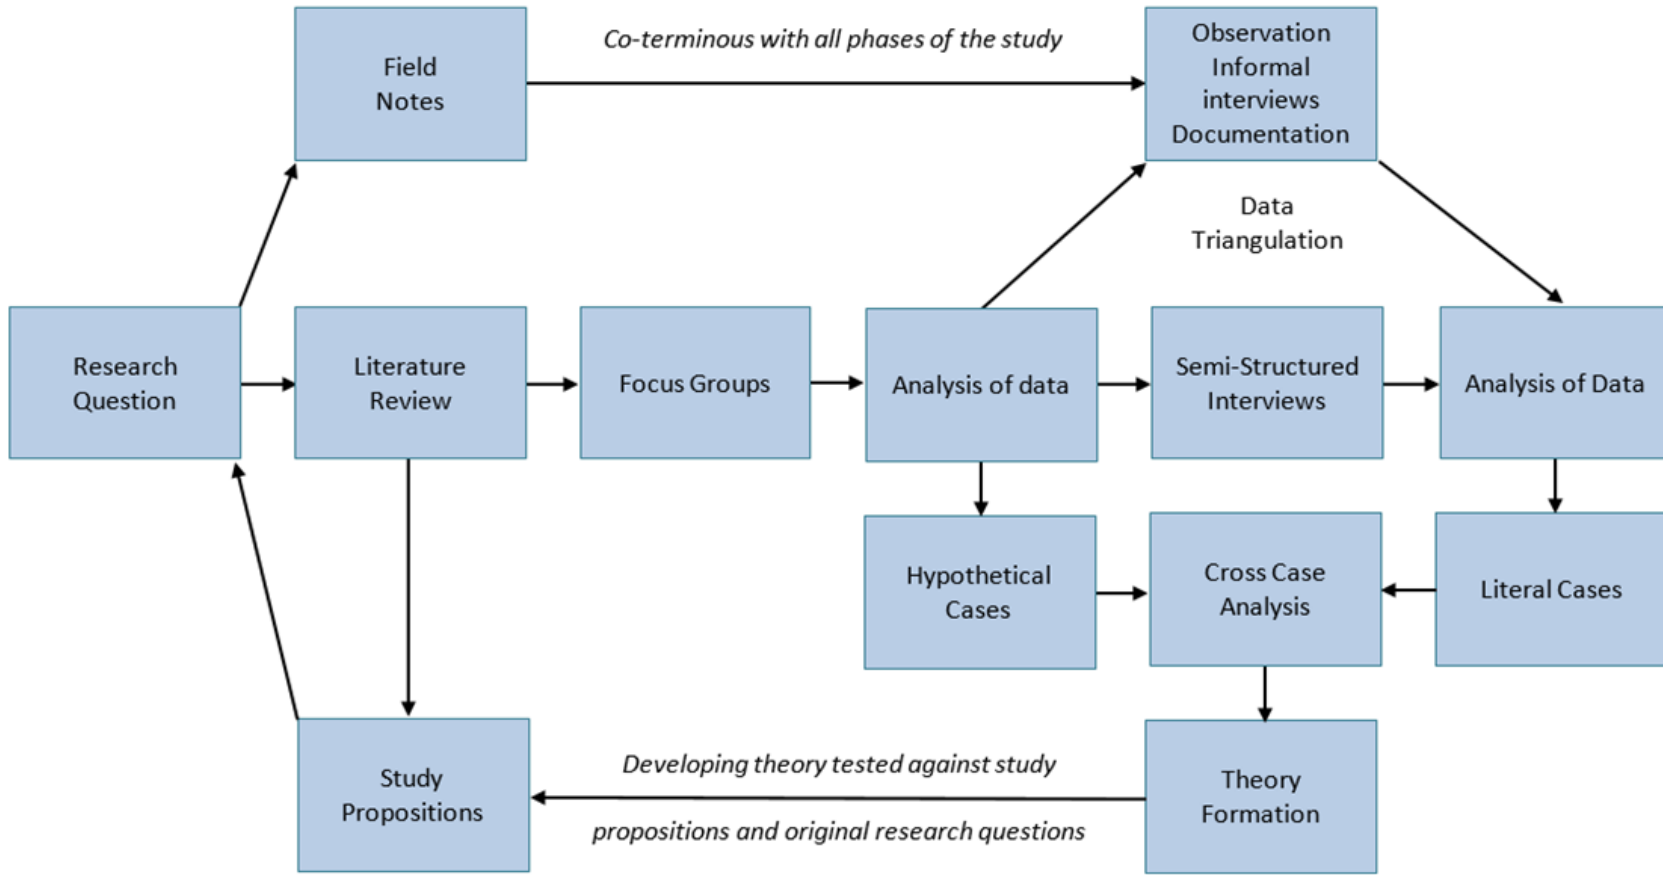 Field
Notes
Co-terminous with all phases of the study
Observation
Informal
interviews
Documentation
Data
Triangulation
Research
Question
Literature
Review
Focus Groups
Analysis of data
Semi-Structured
Interviews
Analysis of Data
Hypothetical
Cases
Cross Case
Analysis
Literal Cases
Study
Propositions
Developing theory tested against study
propositions and original research questions
Theory
Formation